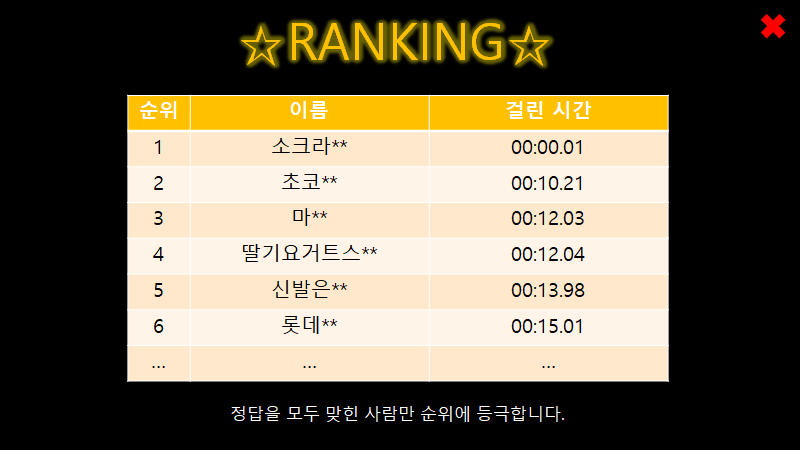 ☆RANKING☆
순위 이름 걸린 시간
1 소크라** 00:00.01
2 초코** 00:10.21
3 마** 00:12.03
4 딸기요거트스** 00:12.04
5 신발은** 00:13.98
6 롯데** 00:15.01
... ... ...
정답을 모두 맞힌 사람만 순위에 등극합니다.